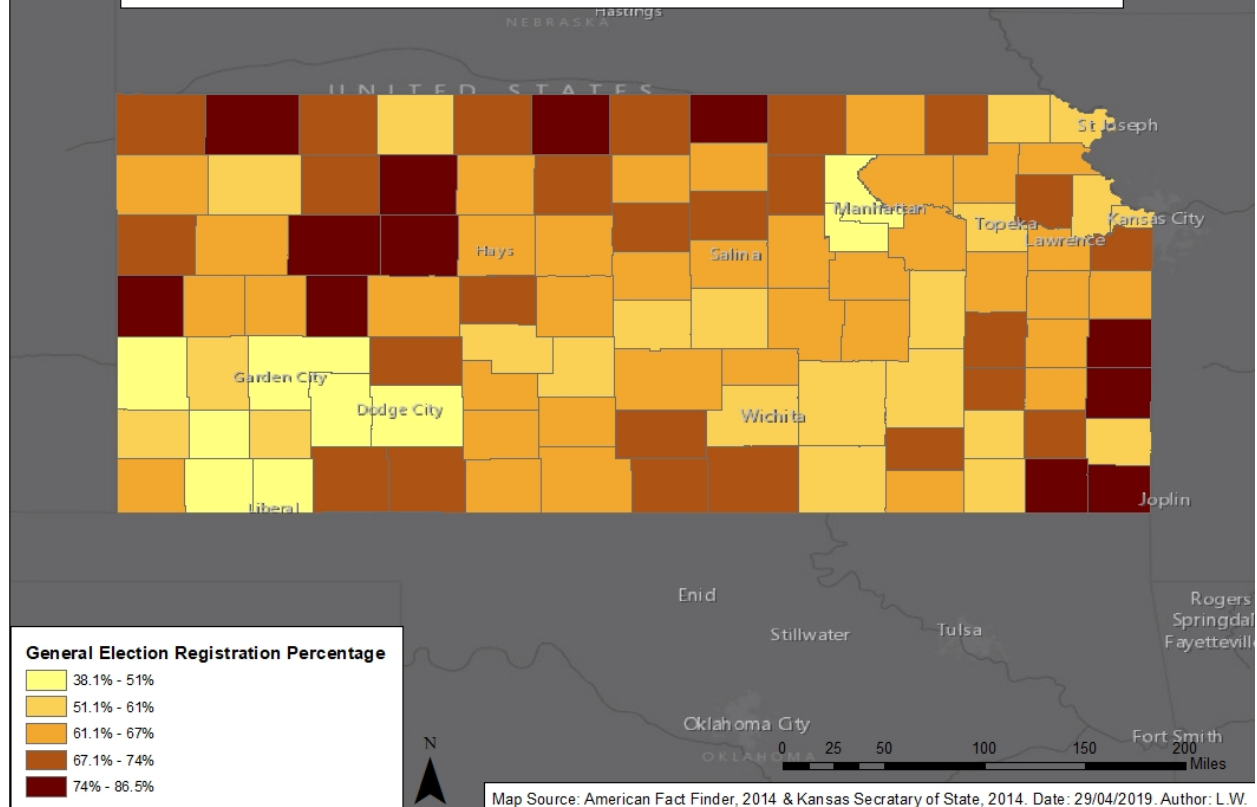 Hastings
NEBRASKA
UNITED STATES
St Joseph
Manhattan
Topeka
Kansas City
Lawrence
Hays
Salina
Garden City
Dodge City
Wichita
Liberal
Joplin
Enid
Stillwater
Tulsa
Rogers
Springdal
Fayetteville
Oklahoma City
OKLAHOMA
Fort Smith
General Election Registration Percentage
38.1% - 51%
51.1% - 61%
61.1% - 67%
67.1% - 74%
74% - 86.5%
N
0 25 50 100 150 200
Miles
Map Source: American Fact Finder, 2014 & Kansas Secratary of State, 2014. Date: 29/04/2019. Author: L.W